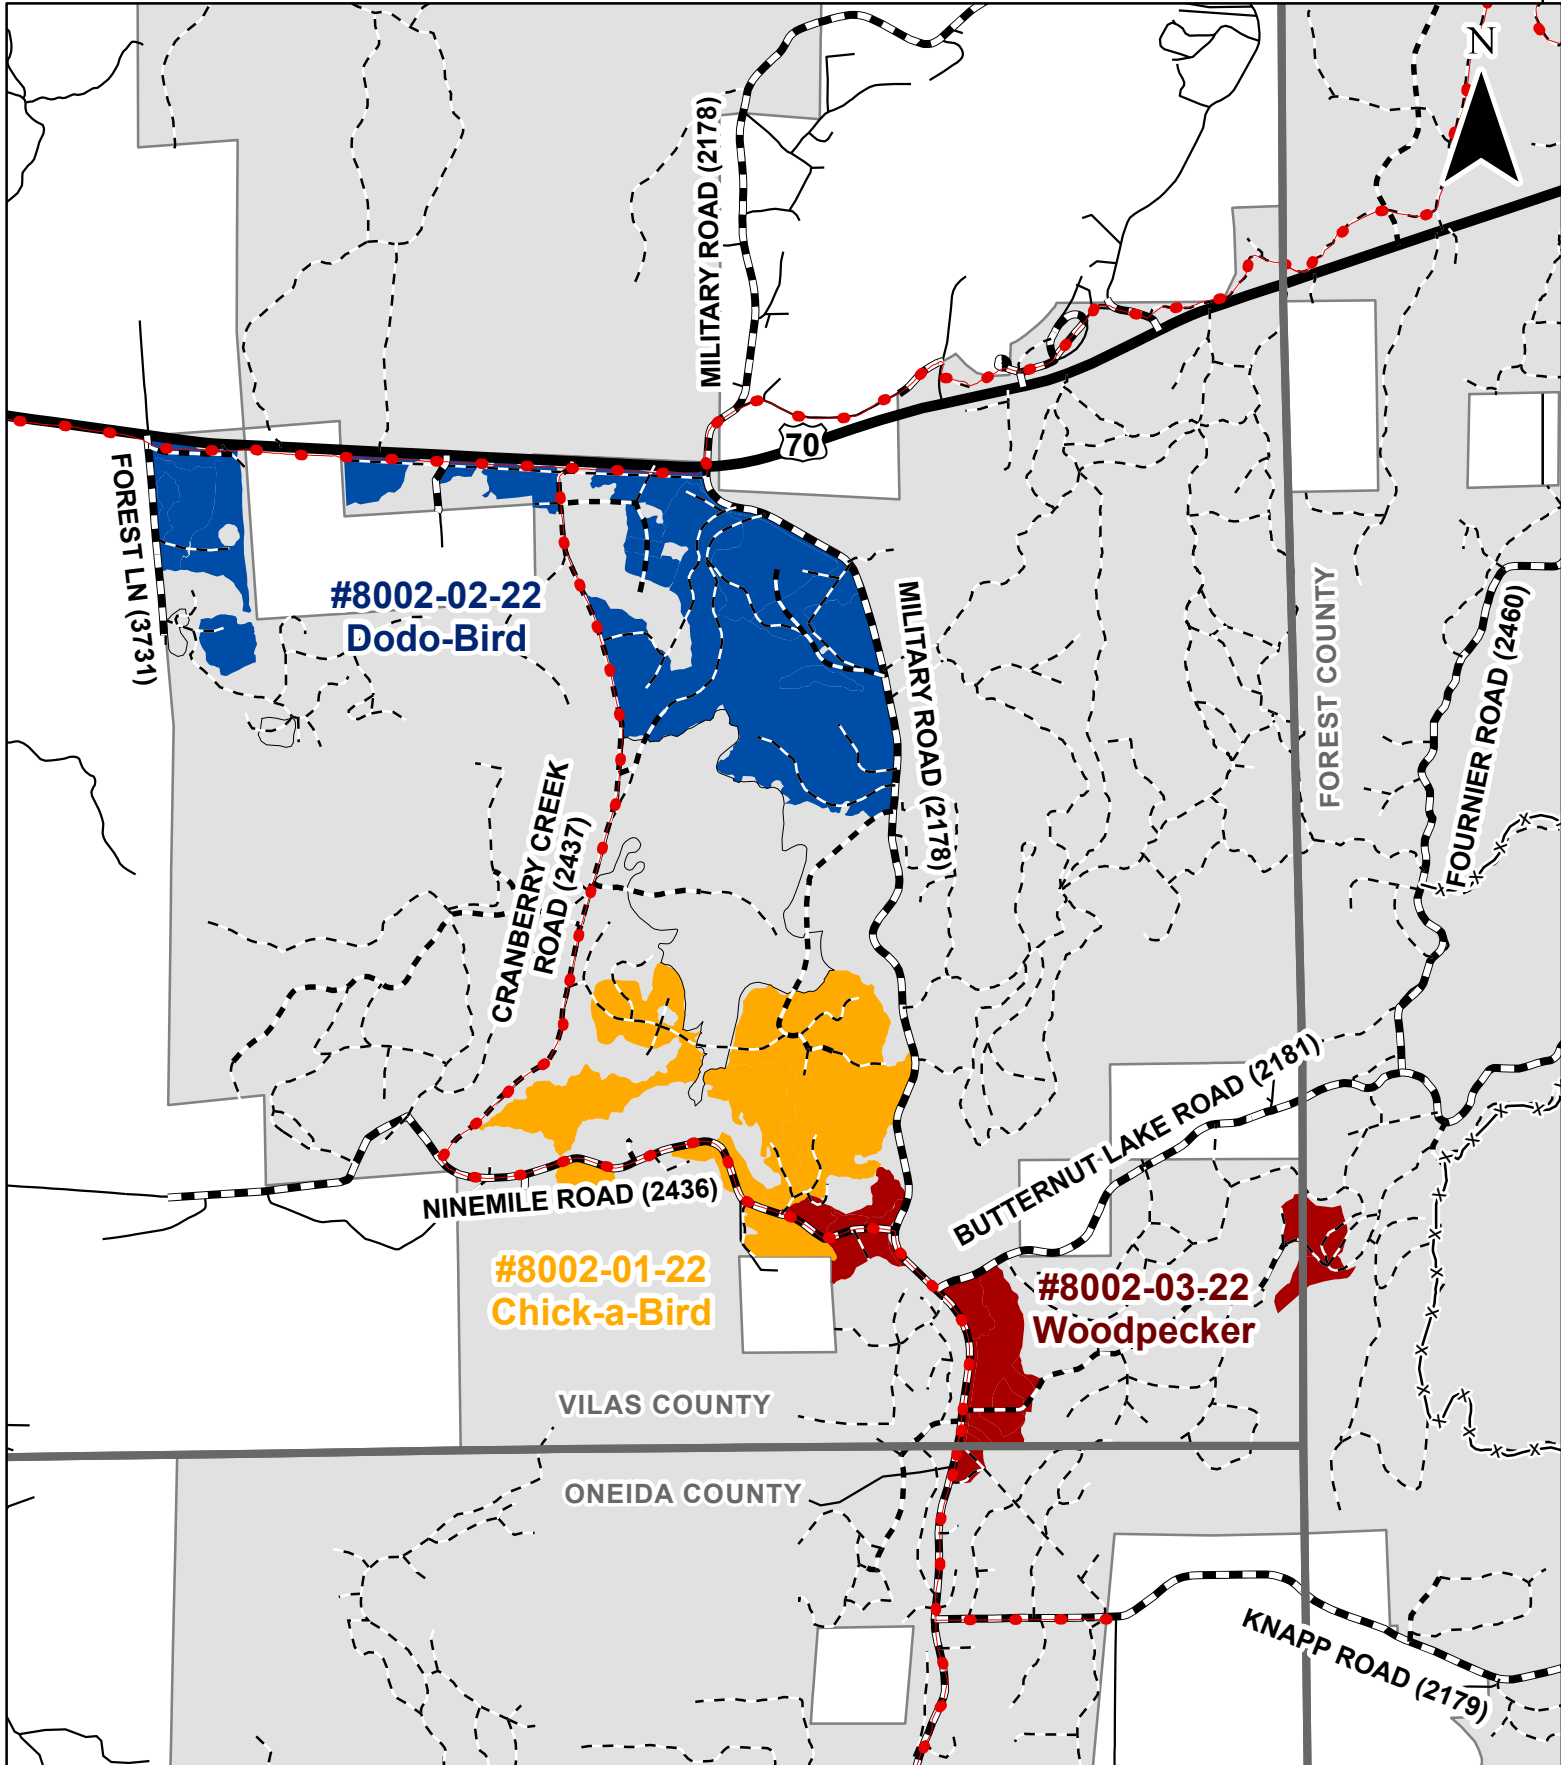 N
MILITARY ROAD (2178)
70
FOREST LN (3731)
#8002-02-22
Dodo-Bird
MILITARY ROAD (2178)
FOREST COUNTY
FOURNIER ROAD (2460)
CRANBERRY CREEK
ROAD (2437)
BUTTERNUT LAKE ROAD (2181)
NINEMILE ROAD (2436)
#8002-01-22
Chick-a-Bird
#8002-03-22
Woodpecker
VILAS COUNTY
ONEIDA COUNTY
KNAPP ROAD (2179)